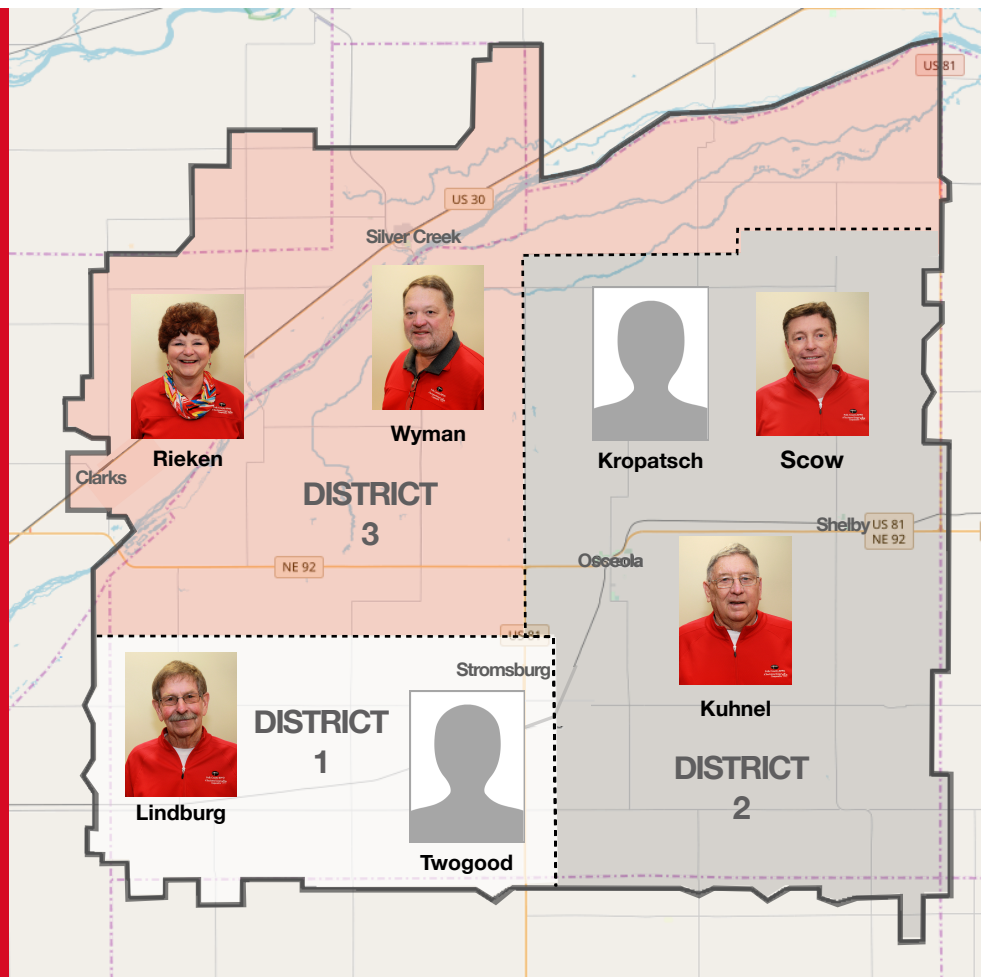 US 81
US 30
Silver Creek
Rieken
Wyman
Kropatsch
Scow
Clarks
DISTRICT
3
Shelby
US 81
NE 92
Osceola
NE 92
US 81
Stromsburg
Kuhnel
DISTRICT
1
DISTRICT
2
Lindburg
Twogood